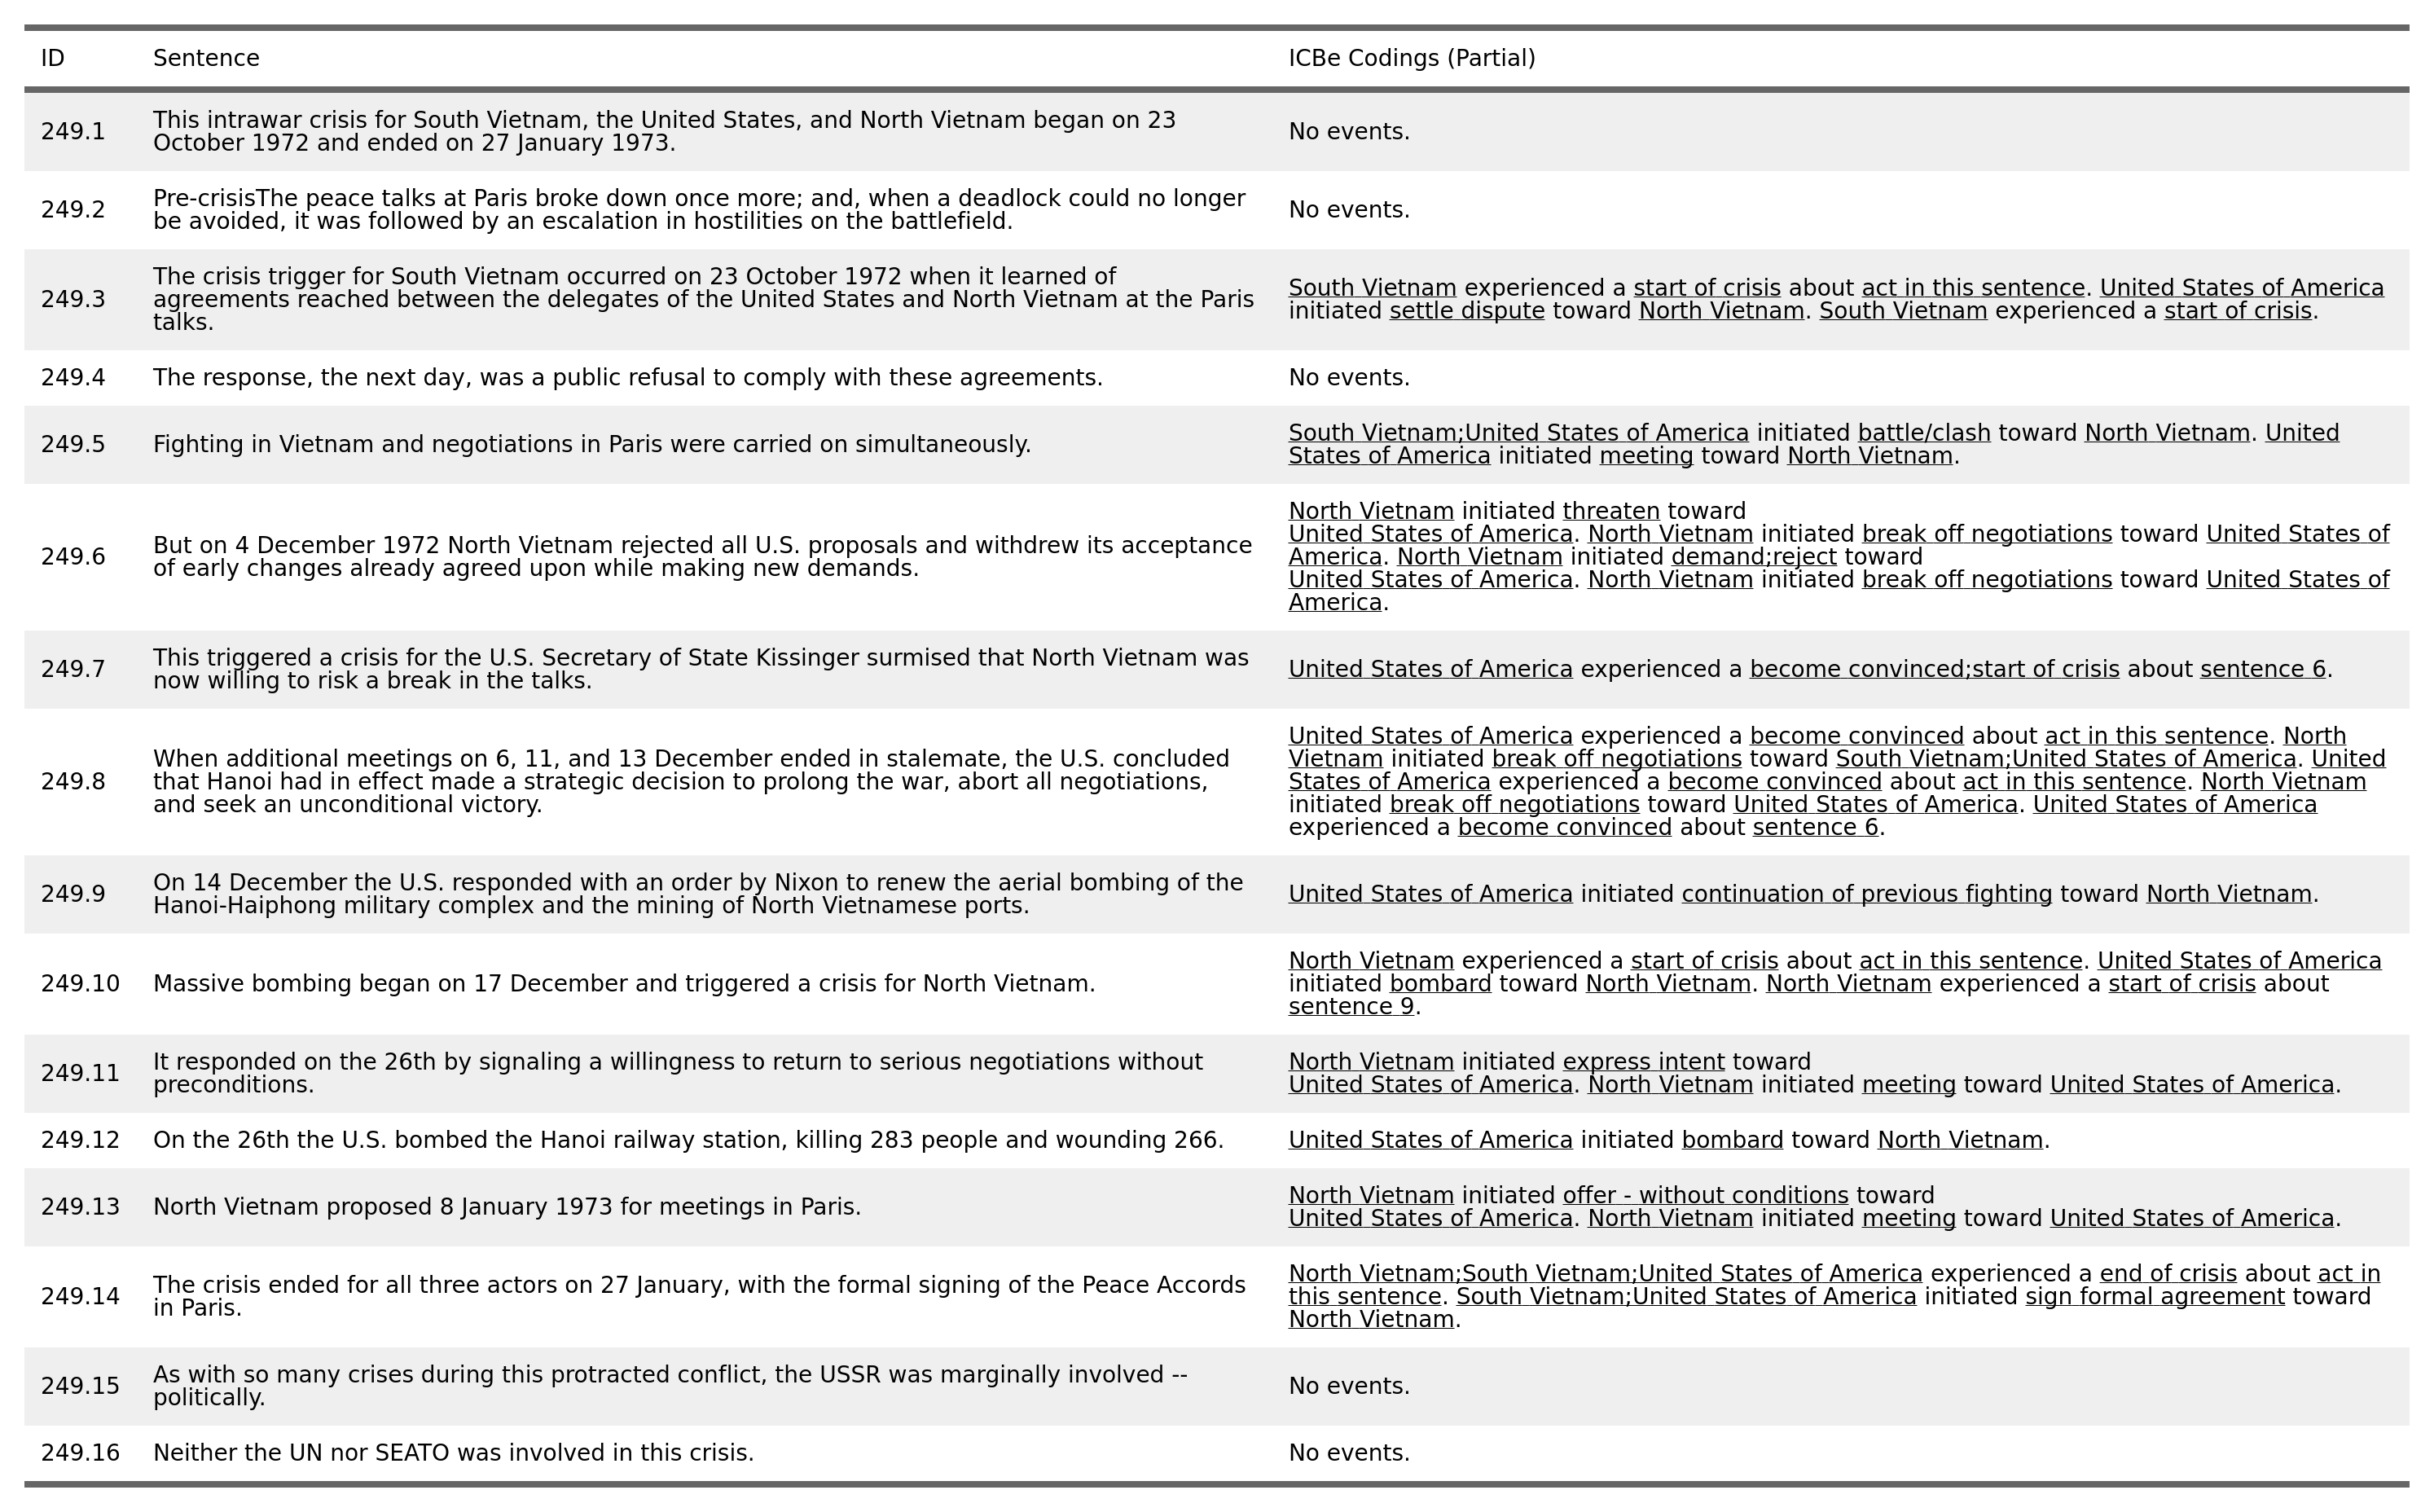 ID Sentence ICBe Codings (Partial)
249.1 This intrawar crisis for South Vietnam, the United States, and North Vietnam began on 23
October 1972 and ended on 27 January 1973. No events.
249.2 Pre-crisisThe peace talks at Paris broke down once more; and, when a deadlock could no longer
be avoided, it was followed by an escalation in hostilities on the battlefield. No events.
249.3
The crisis trigger for South Vietnam occurred on 23 October 1972 when it learned of
agreements reached between the delegates of the United States and North Vietnam at the Paris
talks.
South Vietnam experienced a start of crisis about act in this sentence. United States of America
initiated settle dispute toward North Vietnam. South Vietnam experienced a start of crisis.
249.4 The response, the next day, was a public refusal to comply with these agreements. No events.
249.5 Fighting in Vietnam and negotiations in Paris were carried on simultaneously.
South Vietnam;United States of America initiated battle/clash toward North Vietnam. United
States of America initiated meeting toward North Vietnam.
249.6
But on 4 December 1972 North Vietnam rejected all U.S. proposals and withdrew its acceptance
of early changes already agreed upon while making new demands.
North Vietnam initiated threaten toward
United States of America. North Vietnam initiated break off negotiations toward United States of
America. North Vietnam initiated demand;reject toward
United States of America. North Vietnam initiated break off negotiations toward United States of
America.
249.7
This triggered a crisis for the U.S. Secretary of State Kissinger surmised that North Vietnam was
now willing to risk a break in the talks.
United States of America experienced a become convinced;start of crisis about sentence 6.
249.8
When additional meetings on 6, 11, and 13 December ended in stalemate, the U.S. concluded
that Hanoi had in effect made a strategic decision to prolong the war, abort all negotiations,
and seek an unconditional victory.
United States of America experienced a become convinced about act in this sentence. North
Vietnam initiated break off negotiations toward South Vietnam;United States of America. United
States of America experienced a become convinced about act in this sentence. North Vietnam
initiated break off negotiations toward United States of America. United States of America
experienced a become convinced about sentence 6.
249.9
On 14 December the U.S. responded with an order by Nixon to renew the aerial bombing of the
Hanoi-Haiphong military complex and the mining of North Vietnamese ports.
United States of America initiated continuation of previous fighting toward North Vietnam.
249.10 Massive bombing began on 17 December and triggered a crisis for North Vietnam.
North Vietnam experienced a start of crisis about act in this sentence. United States of America
initiated bombard toward North Vietnam. North Vietnam experienced a start of crisis about
sentence 9.
249.11
It responded on the 26th by signaling a willingness to return to serious negotiations without
preconditions.
North Vietnam initiated express intent toward
United States of America. North Vietnam initiated meeting toward United States of America.
249.12 On the 26th the U.S. bombed the Hanoi railway station, killing 283 people and wounding 266. United States of America initiated bombard toward North Vietnam.
249.13 North Vietnam proposed 8 January 1973 for meetings in Paris.
North Vietnam initiated offer - without conditions toward
United States of America. North Vietnam initiated meeting toward United States of America.
249.14
The crisis ended for all three actors on 27 January, with the formal signing of the Peace Accords
in Paris.
North Vietnam;South Vietnam;United States of America experienced a end of crisis about act in
this sentence. South Vietnam;United States of America initiated sign formal agreement toward
North Vietnam.
249.15
As with so many crises during this protracted conflict, the USSR was marginally involved --
politically.
No events.
249.16 Neither the UN nor SEATO was involved in this crisis. No events.